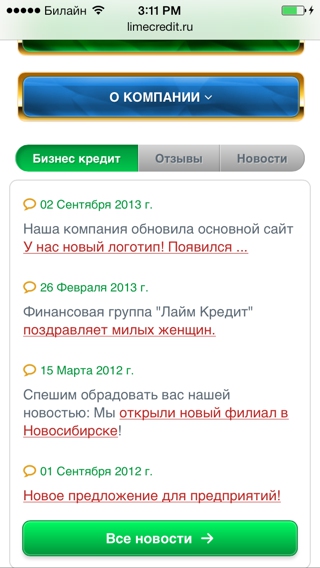 Билайн 3:11 PM
limecredit.ru
О КОМПАНИИ
Бизнес кредит Отзывы Новости
02 Сентября 2013 г.
Наша компания обновила основной сайт
У нас новый логотип! Появился ...
26 Февраля 2013 г.
Финансовая группа "Лайм Кредит"
поздравляет милых женщин.
15 Марта 2012 г.
Спешим обрадовать вас нашей
новостью: Мы открыли новый филиал в
Новосибирске!
01 Сентября 2012 г.
Новое предложение для предприятий!
Все новости